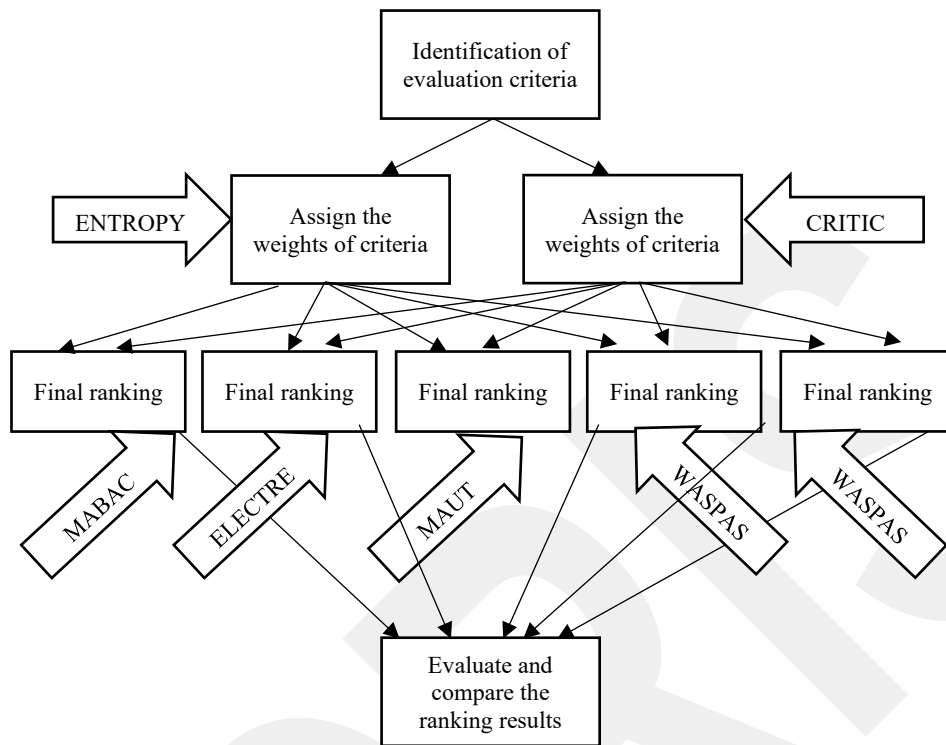 Identification of
evaluation criteria
ENTROPY
Assign the
weights of criteria
Assign the
weights of criteria
CRITIC
Final ranking
Final ranking
Final ranking
Final ranking
Final ranking
MABAC
ELECTRE
MAUT
WASPAS
WASPAS
Evaluate and
compare the
ranking results